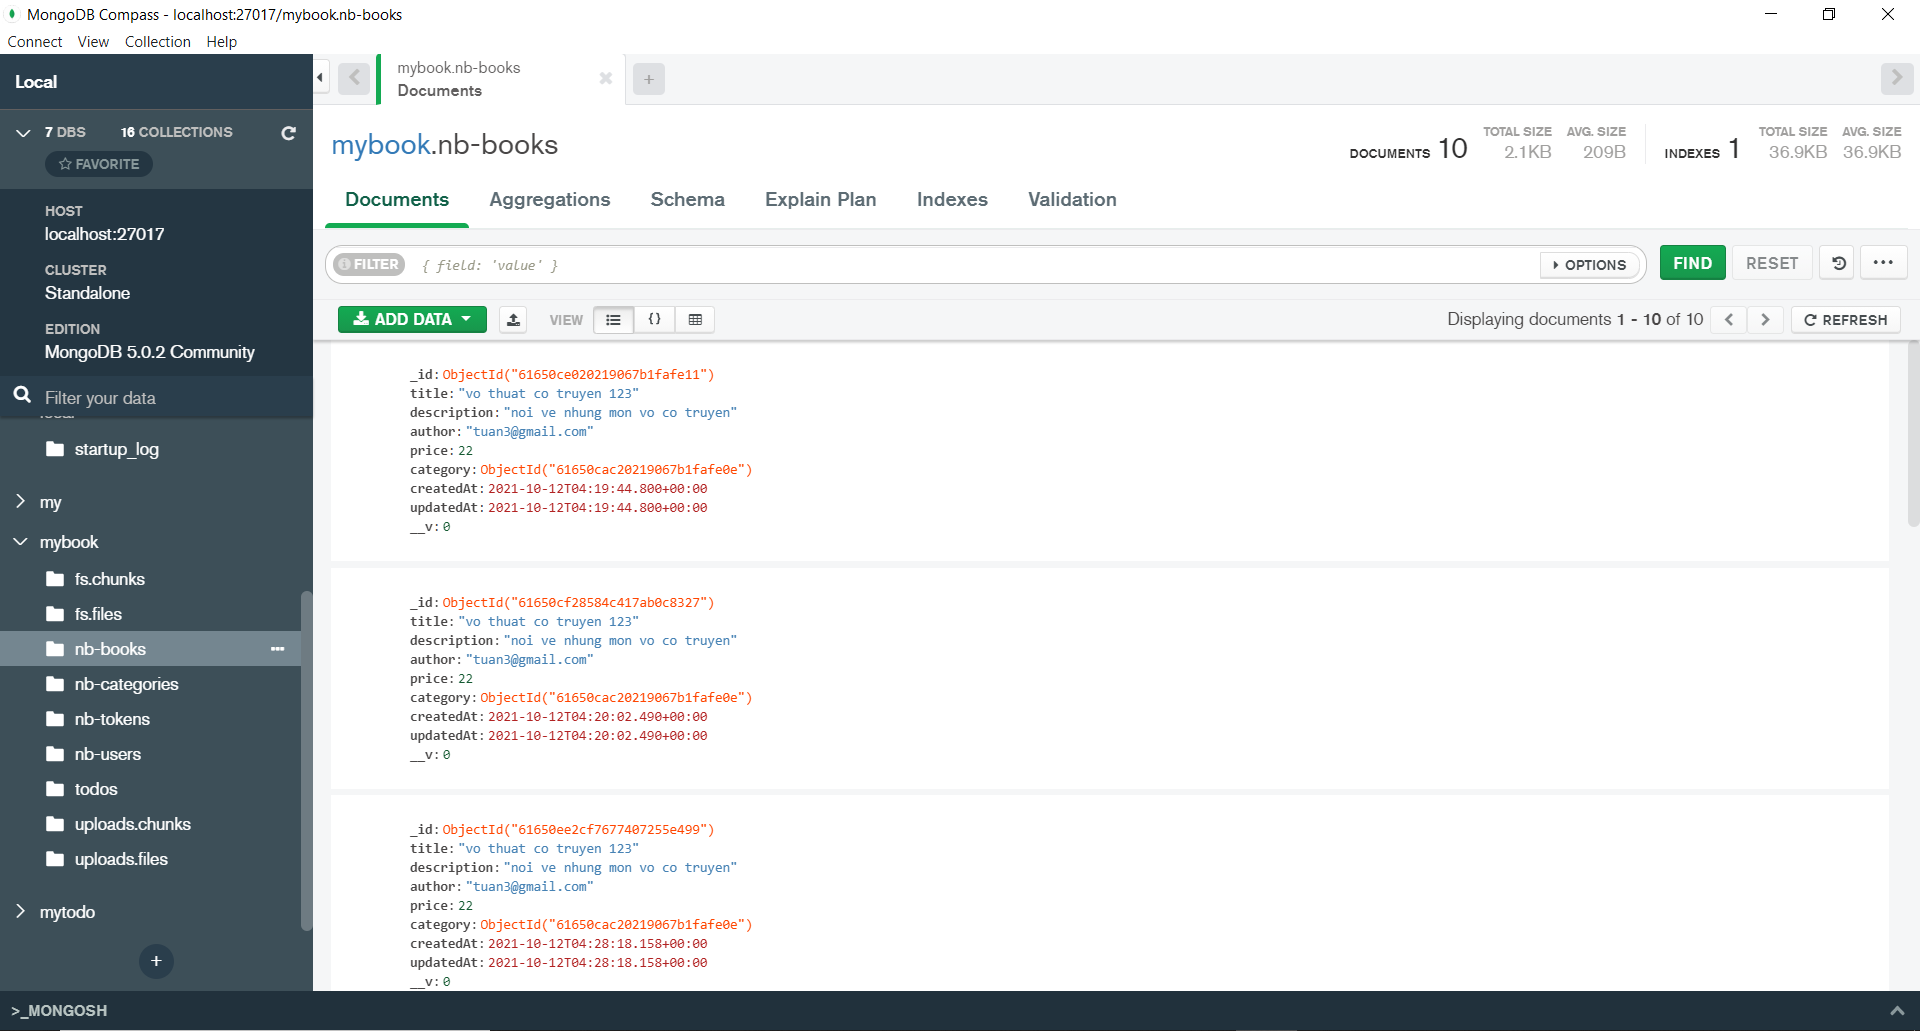 MongoDB Compass - localhost:27017/mybook.nb-books
Connect View Collection Help
Local
7 DBS 16 COLLECTIONS
FAVORITE
HOST
localhost:27017
CLUSTER
Standalone
EDITION
MongoDB 5.0.2 Community
Filter your data
local
startup_log
my
mybook
fs.chunks
fs.files
nb-books
nb-categories
nb-tokens
nb-users
todos
uploads.chunks
uploads.files
mytodo
+
mybook.nb-books
Documents
+
mybook.nb-books
DOCUMENTS 10 TOTAL SIZE 2.1KB AVG. SIZE 209B INDEXES 1 TOTAL SIZE 36.9KB AVG. SIZE 36.9KB
Documents Aggregations Schema Explain Plan Indexes Validation
FILTER { field: 'value' } OPTIONS FIND RESET
ADD DATA VIEW {} Displaying documents 1 - 10 of 10 REFRESH
_id: ObjectId("61650ce020219067b1fafe11")
title: "vo thuat co truyen 123"
description: "noi ve nhung mon vo co truyen"
author: "tuan3@gmail.com"
price: 22
category: ObjectId("61650cac20219067b1fafe0e")
createdAt: 2021-10-12T04:19:44.800+00:00
updatedAt: 2021-10-12T04:19:44.800+00:00
__v: 0
_id: ObjectId("61650cf28584c417ab0c8327")
title: "vo thuat co truyen 123"
description: "noi ve nhung mon vo co truyen"
author: "tuan3@gmail.com"
price: 22
category: ObjectId("61650cac20219067b1fafe0e")
createdAt: 2021-10-12T04:20:02.490+00:00
updatedAt: 2021-10-12T04:20:02.490+00:00
__v: 0
_id: ObjectId("61650ee2cf7677407255e499")
title: "vo thuat co truyen 123"
description: "noi ve nhung mon vo co truyen"
author: "tuan3@gmail.com"
price: 22
category: ObjectId("61650cac20219067b1fafe0e")
createdAt: 2021-10-12T04:28:18.158+00:00
updatedAt: 2021-10-12T04:28:18.158+00:00
__v: 0
>_MONGOSH